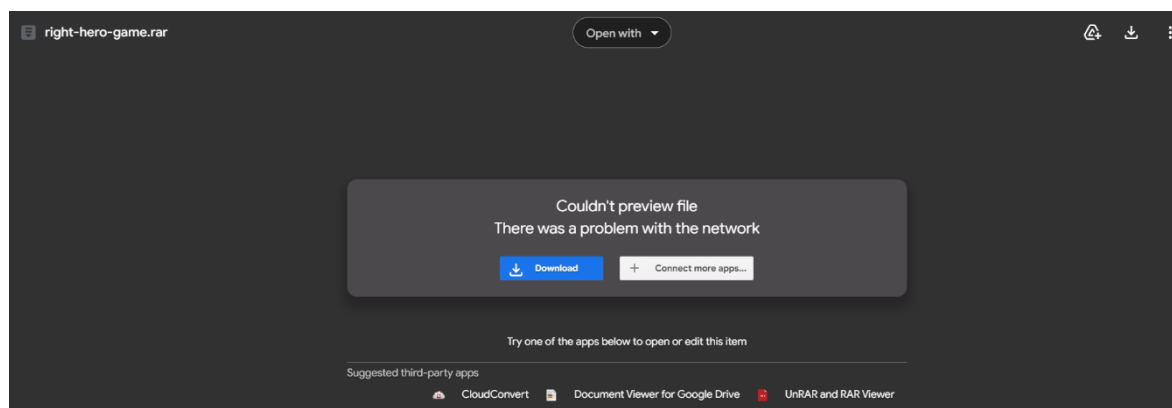 right-hero-game.rar
Open with
Couldn't preview file
There was a problem with the network
Download
Connect more apps...
Try one of the apps below to open or edit this item
Suggested third-party apps
CloudConvert Document Viewer for Google Drive UnRAR and RAR Viewer